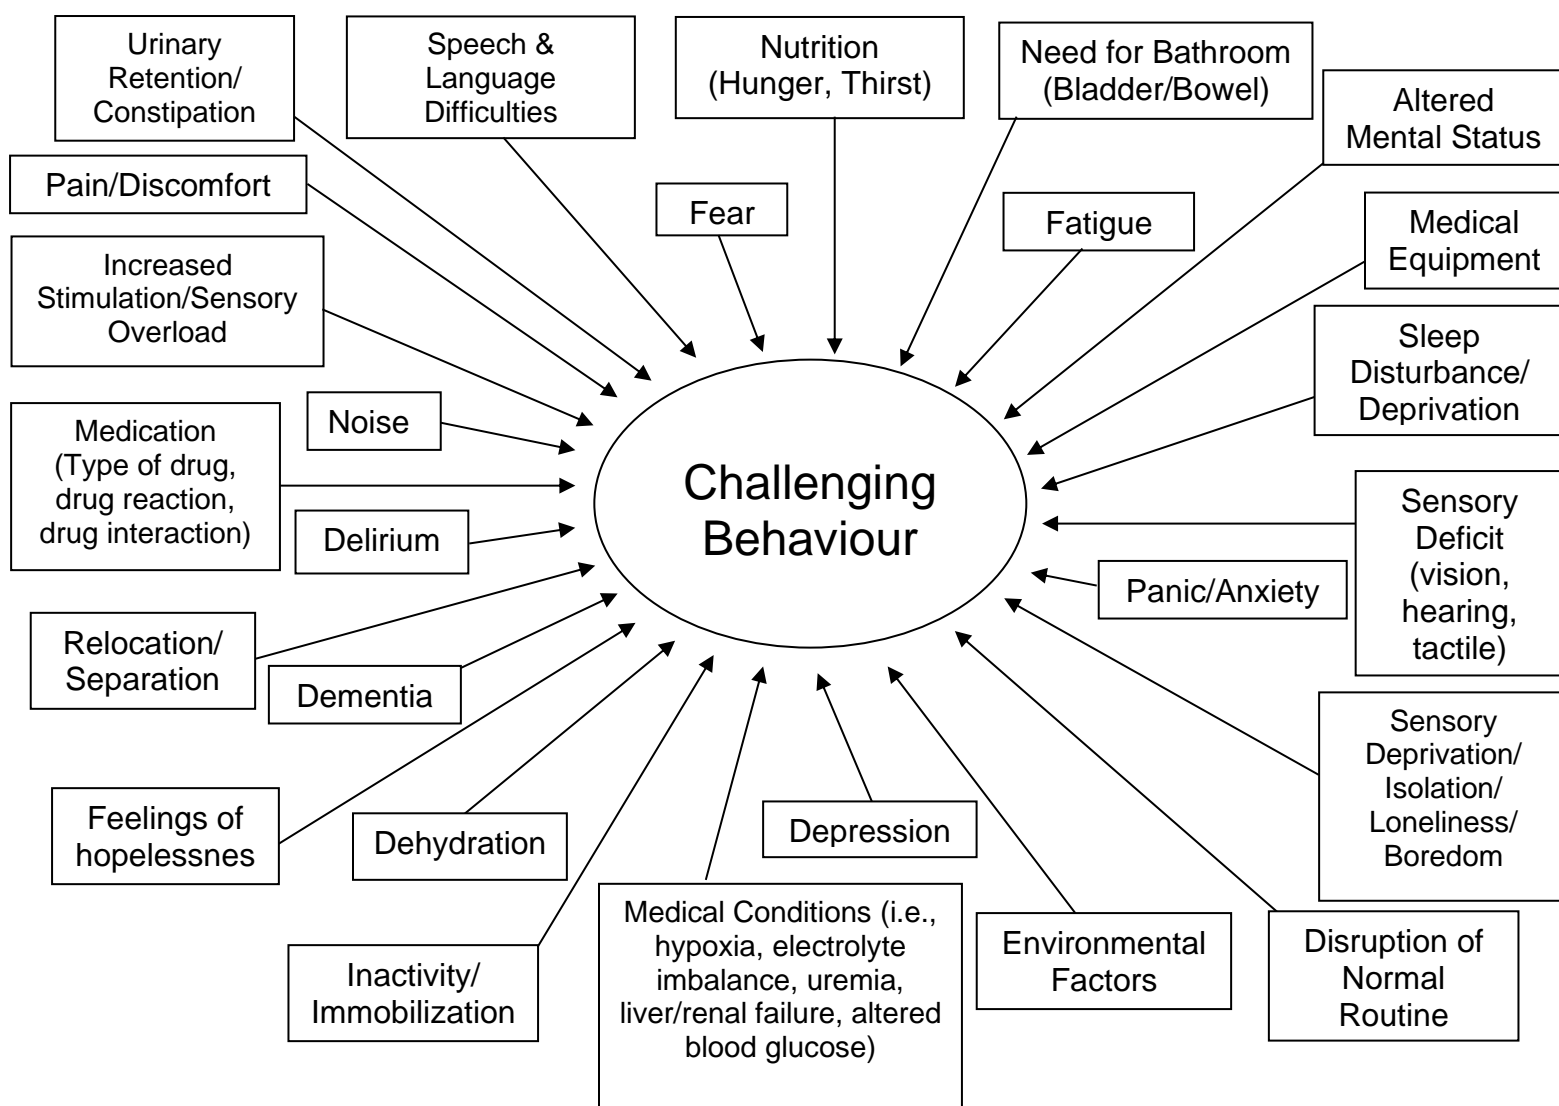 Urinary
Retention/
Constipation
Speech &
Language
Difficulties
Nutrition
(Hunger, Thirst)
Need for Bathroom
(Bladder/Bowel)
Altered
Mental Status
Pain/Discomfort
Fear
Fatigue
Medical
Equipment
Increased
Stimulation/Sensory
Overload
Sleep
Disturbance/
Deprivation
Noise
Medication
(Type of drug,
drug reaction,
drug interaction)
Challenging
Behaviour
Delirium
Sensory
Deficit
(vision,
hearing,
tactile)
Panic/Anxiety
Relocation/
Separation
Dementia
Sensory
Deprivation/
Isolation/
Loneliness/
Boredom
Feelings of
hopelessnes
Dehydration
Depression
Inactivity/
Immobilization
Medical Conditions (i.e.,
hypoxia, electrolyte
imbalance, uremia,
liver/renal failure, altered
blood glucose)
Environmental
Factors
Disruption of
Normal
Routine